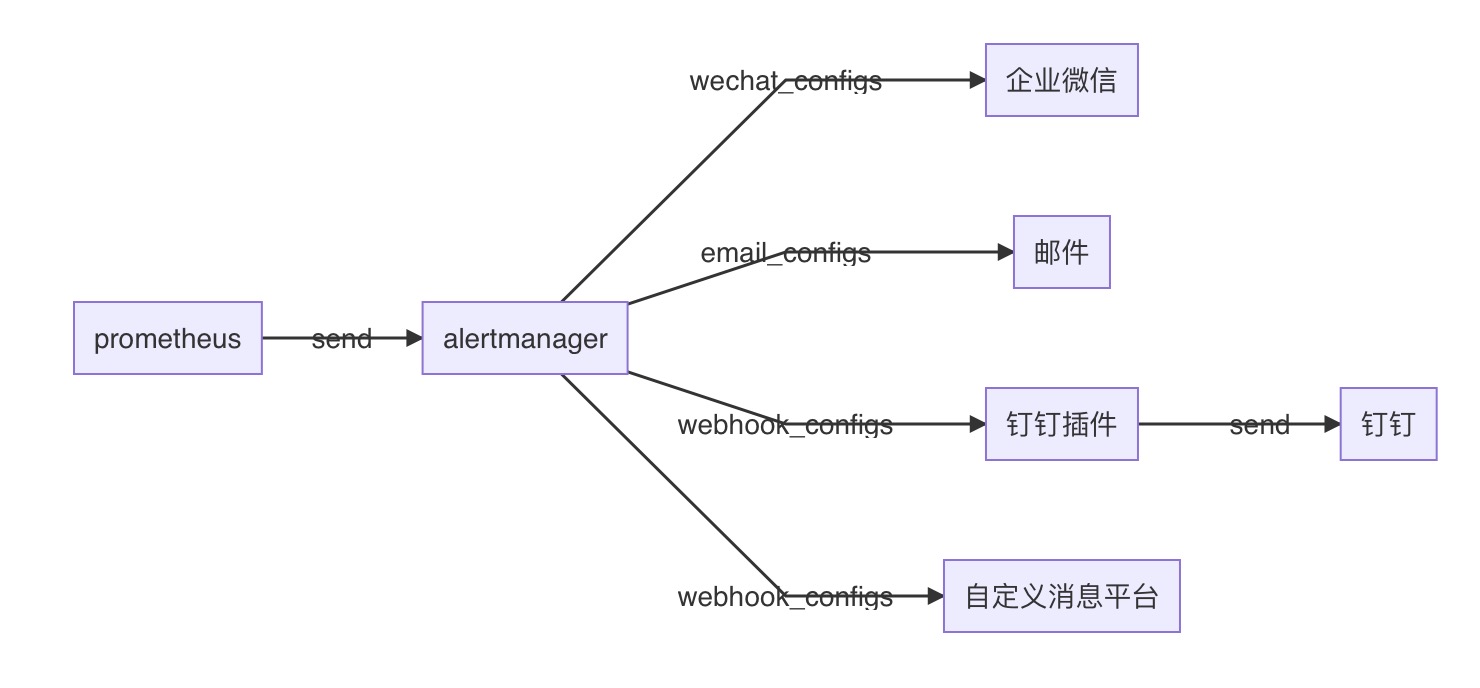 wechat_configs
企业微信
email_configs
邮件
prometheus
send
alertmanager
webhook_configs
钉钉插件
send
钉钉
webhook_configs
自定义消息平台